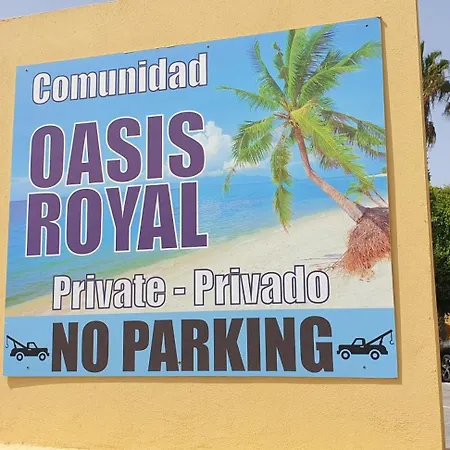 Comunidad
OASIS
ROYAL
Private - Privado
NO PARKING